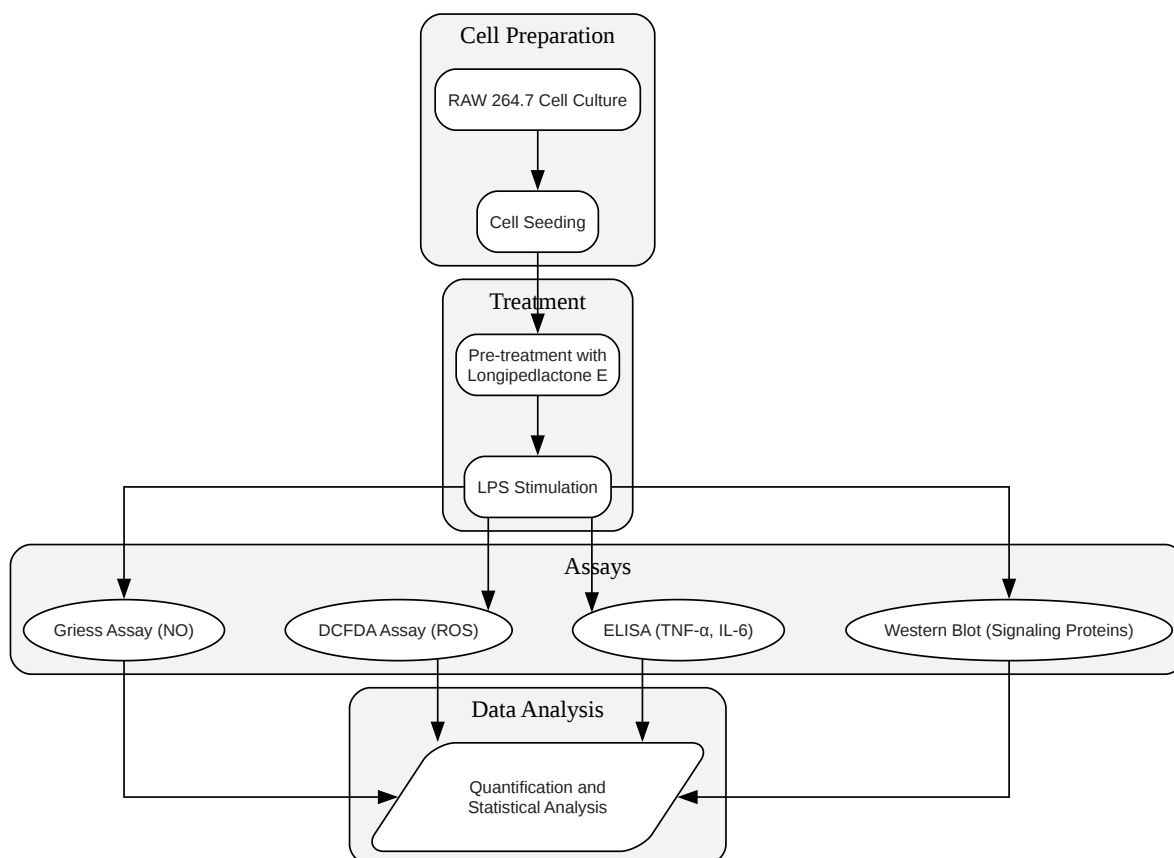 Cell Preparation
RAW 264.7 Cell Culture
Cell Seeding
Treatment
Pre-treatment with
Longipedlactone E
LPS Stimulation
Assays
Griess Assay (NO)
DCFDA Assay (ROS)
ELISA (TNF-α, IL-6)
Western Blot (Signaling Proteins)
Data Analysis
Quantification and
Statistical Analysis